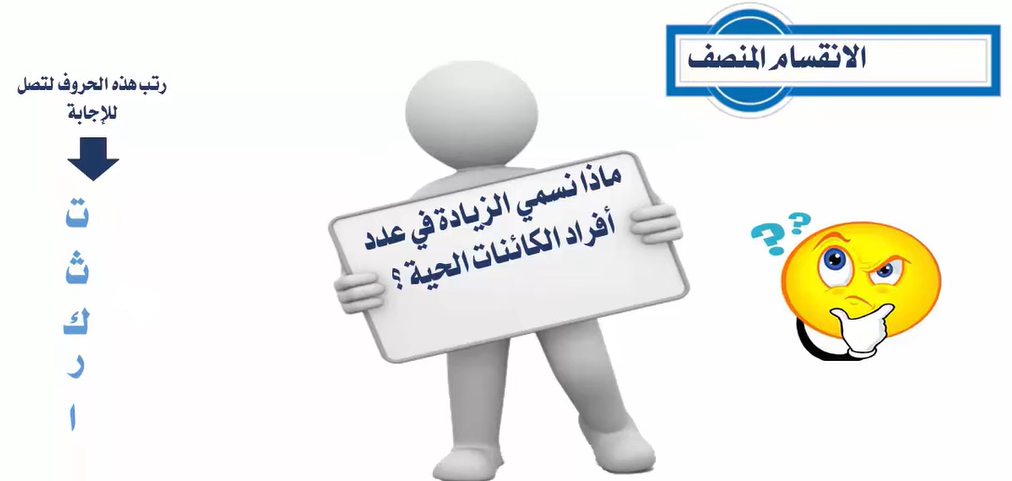 الانقسام المنصف
ماذا نسمي الزيادة في عدد
أفراد الكائنات الحية ؟
رتب هذه الحروف لتصل
للإجابة
ت
ث
ك
ر
ا
؟
؟